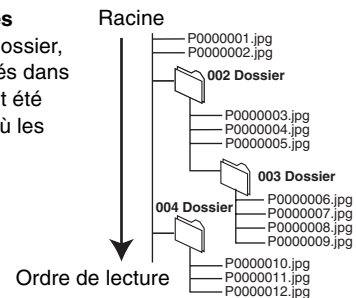 és
ossier,
és dans
t été
ù les
Racine
P0000001.jpg
P0000002.jpg
002 Dossier
P0000003.jpg
P0000004.jpg
P0000005.jpg
003 Dossier
P0000006.jpg
P0000007.jpg
P0000008.jpg
P0000009.jpg
004 Dossier
P0000010.jpg
P0000011.jpg
P0000012.jpg
Ordre de lecture